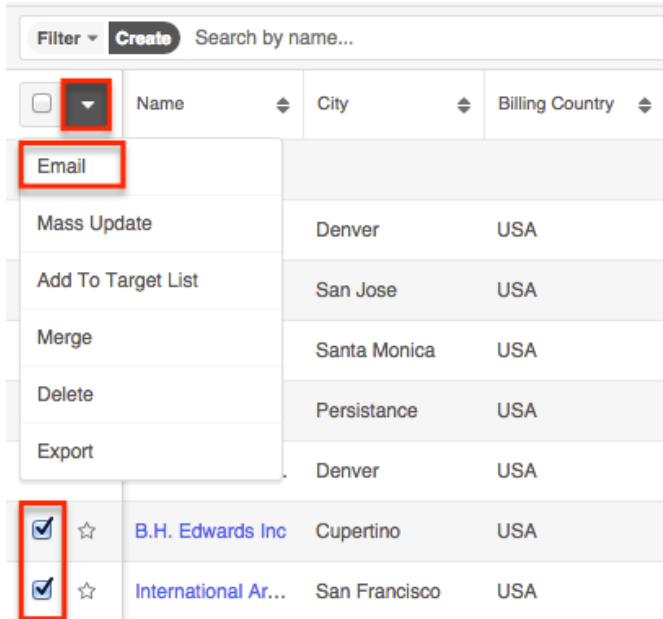 Filter Create Search by name...
Name City Billing Country
Email
Mass Update Denver USA
Add To Target List San Jose USA
Merge Santa Monica USA
Delete Persistance USA
Export . Denver USA
B.H. Edwards Inc Cupertino USA
International Ar... San Francisco USA